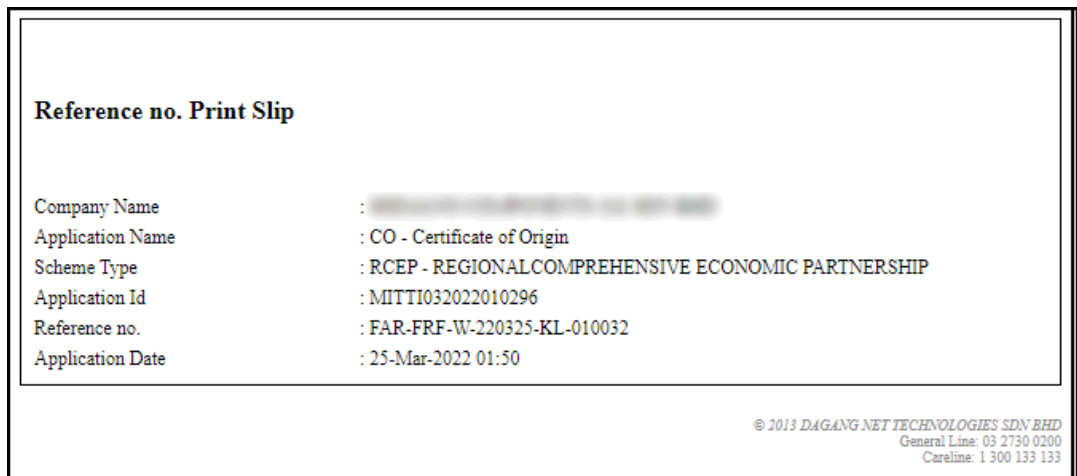 Reference no. Print Slip
Company Name :
Application Name : CO - Certificate of Origin
Scheme Type : RCEP - REGIONALCOMPREHENSIVE ECONOMIC PARTNERSHIP
Application Id : MITTI032022010296
Reference no. : FAR-FRF-W-220325-KL-010032
Application Date : 25-Mar-2022 01:50
© 2013 DAGANG NET TECHNOLOGIES SDN BHD
General Line: 03 2730 0200
Careline: 1 300 133 133